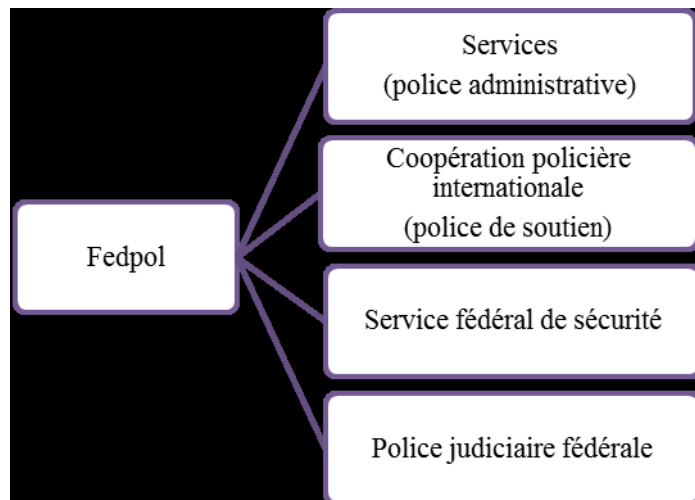 Services
(police administrative)
Coopération policière
internationale
(police de soutien)
Fedpol
Service fédéral de sécurité
Police judiciaire fédérale